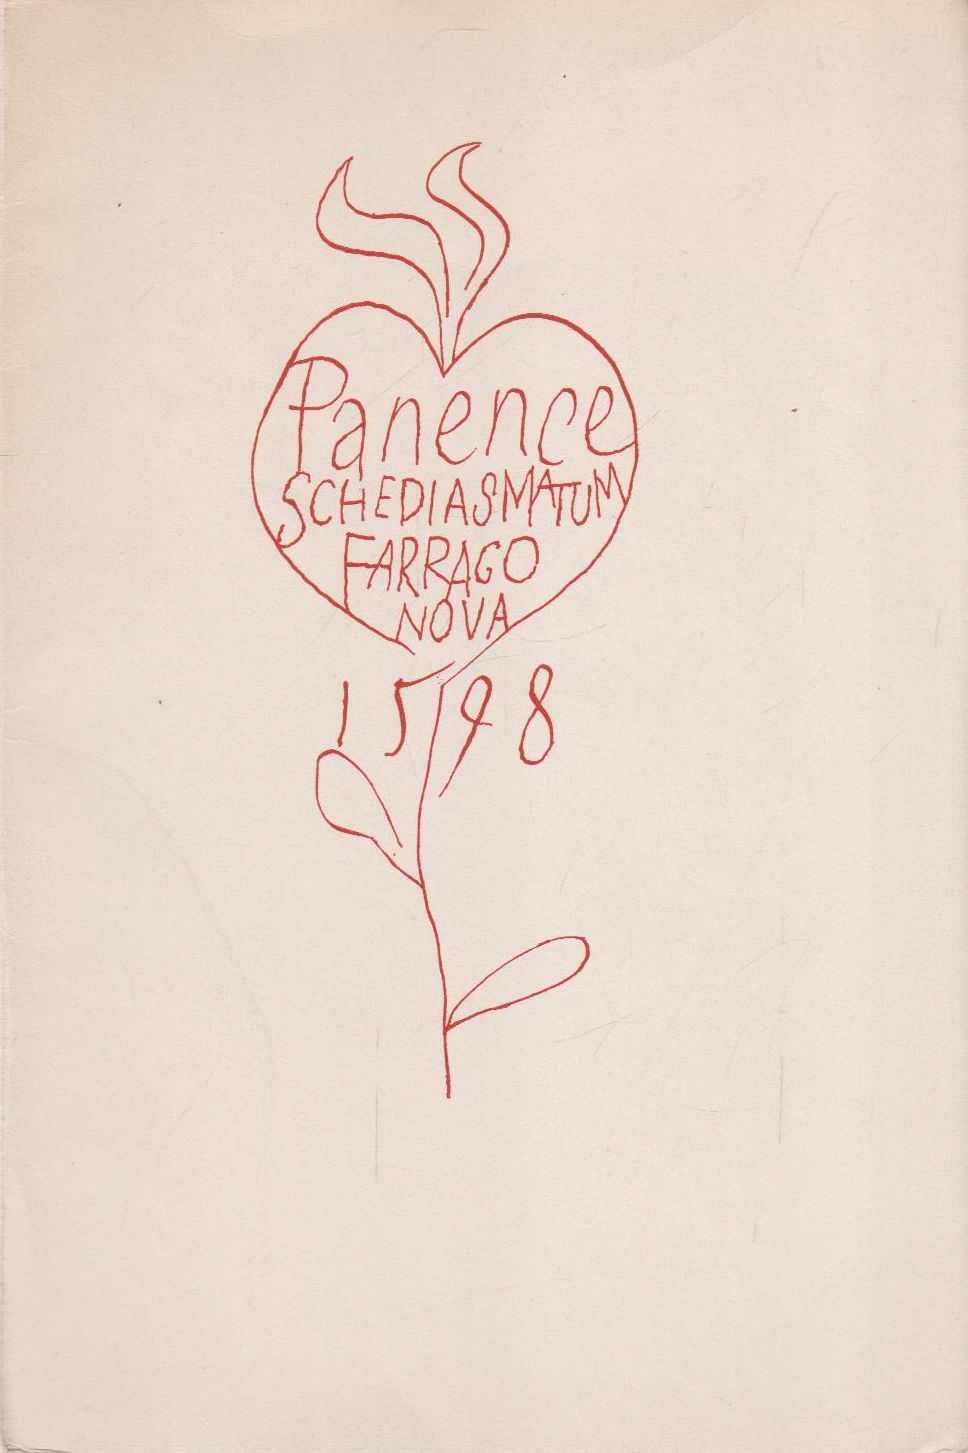 Panence
SCHEDIASMATUM
FARRAGO
NOVA
1598